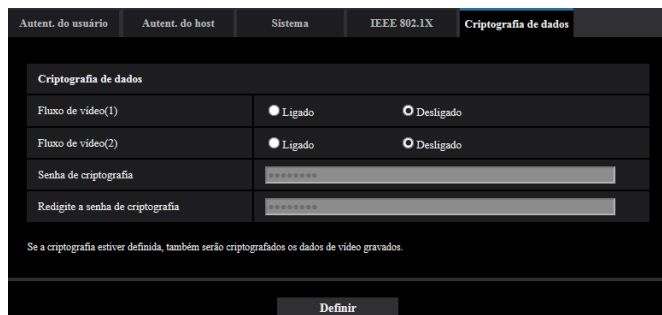 Autent. do usuário Autent. do host Sistema IEEE 802.1X Criptografia de dados
Criptografia de dados
Fluxo de vídeo(1) Ligado Desligado
Fluxo de vídeo(2) Ligado Desligado
Senha de criptografia
Redigite a senha de criptografia
Se a criptografia estiver definida, também serão criptografados os dados de vídeo gravados.
Definir